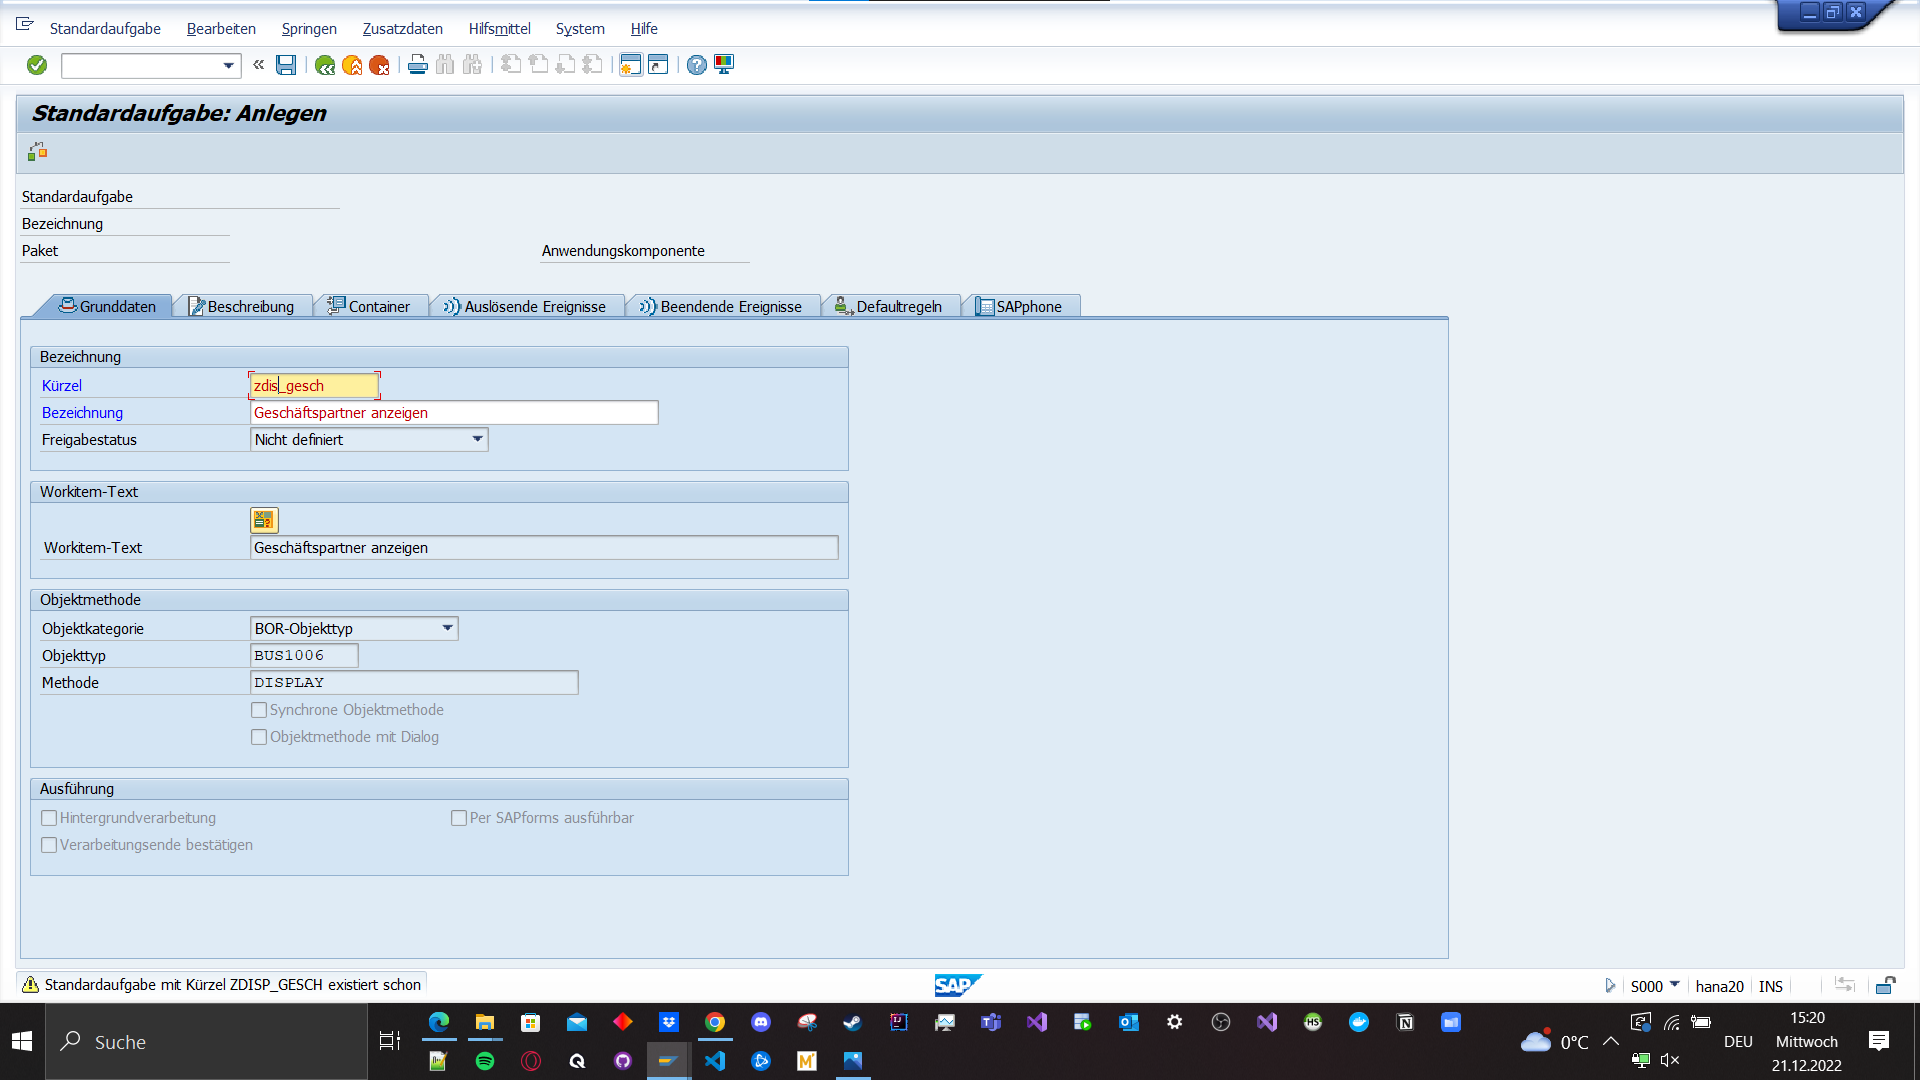 Standardaufgabe Bearbeiten Springen Zusatzdaten Hilfsmittel System Hilfe
«
Standardaufgabe: Anlegen
Standardaufgabe
Bezeichnung
Paket Anwendungskomponente
Grunddaten Beschreibung Container Auslösende Ereignisse Beendende Ereignisse Defaultregeln SAPphone
Bezeichnung
Kürzel zdis_gesch
Bezeichnung Geschäftspartner anzeigen
Freigabestatus Nicht definiert
Workitem-Text
Workitem-Text Geschäftspartner anzeigen
Objektmethode
Objektkategorie BOR-Objekttyp
Objekttyp BUS1006
Methode DISPLAY
Synchrone Objektmethode
Objektmethode mit Dialog
Ausführung
Hintergrundverarbeitung Per SAPforms ausführbar
Verarbeitungsende bestätigen
Standardaufgabe mit Kürzel ZDISP_GESCH existiert schon SAP S000 hana20 INS
Suche
0°C DEU
15:20
Mittwoch
21.12.2022